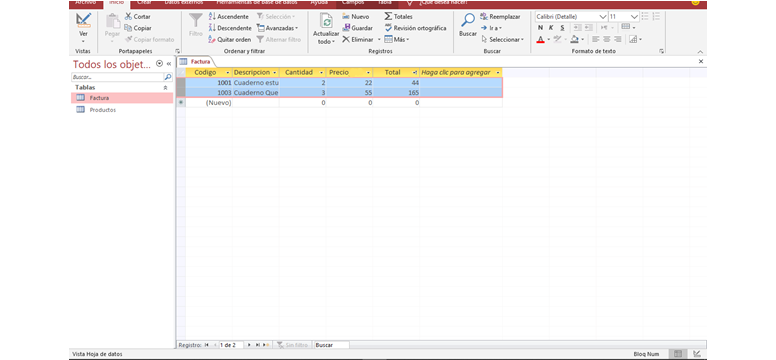 Archivo Inicio Crear Datos externos Herramientas de base de datos Ayuda Campos Tabla ¿Qué desea hacer?
Ver
Vistas
Pegar
Cortar
Copiar
Copiar formato
Portapapeles
Filtro
Ascendente
Descendente
Quitar orden
Selección
Avanzadas
Alternar filtro
Ordenar y filtrar
Actualizar todo
Nuevo
Guardar
Eliminar
Totales
Revisión ortográfica
Más
Registros
Buscar
Reemplazar
Ir a
Seleccionar
Buscar
Calibri (Detalle) 11
N K S
A
Formato de texto
Todos los objet...
Buscar...
Tablas
Factura
Productos
Factura
Codigo Descripcion Cantidad Precio Total Haga clic para agregar
1001 Cuaderno estu 2 22 44
1003 Cuaderno Que 3 55 165
(Nuevo) 0 0 0
Registro: 1 de 2 Sin filtro Buscar
Vista Hoja de datos Bloq Num